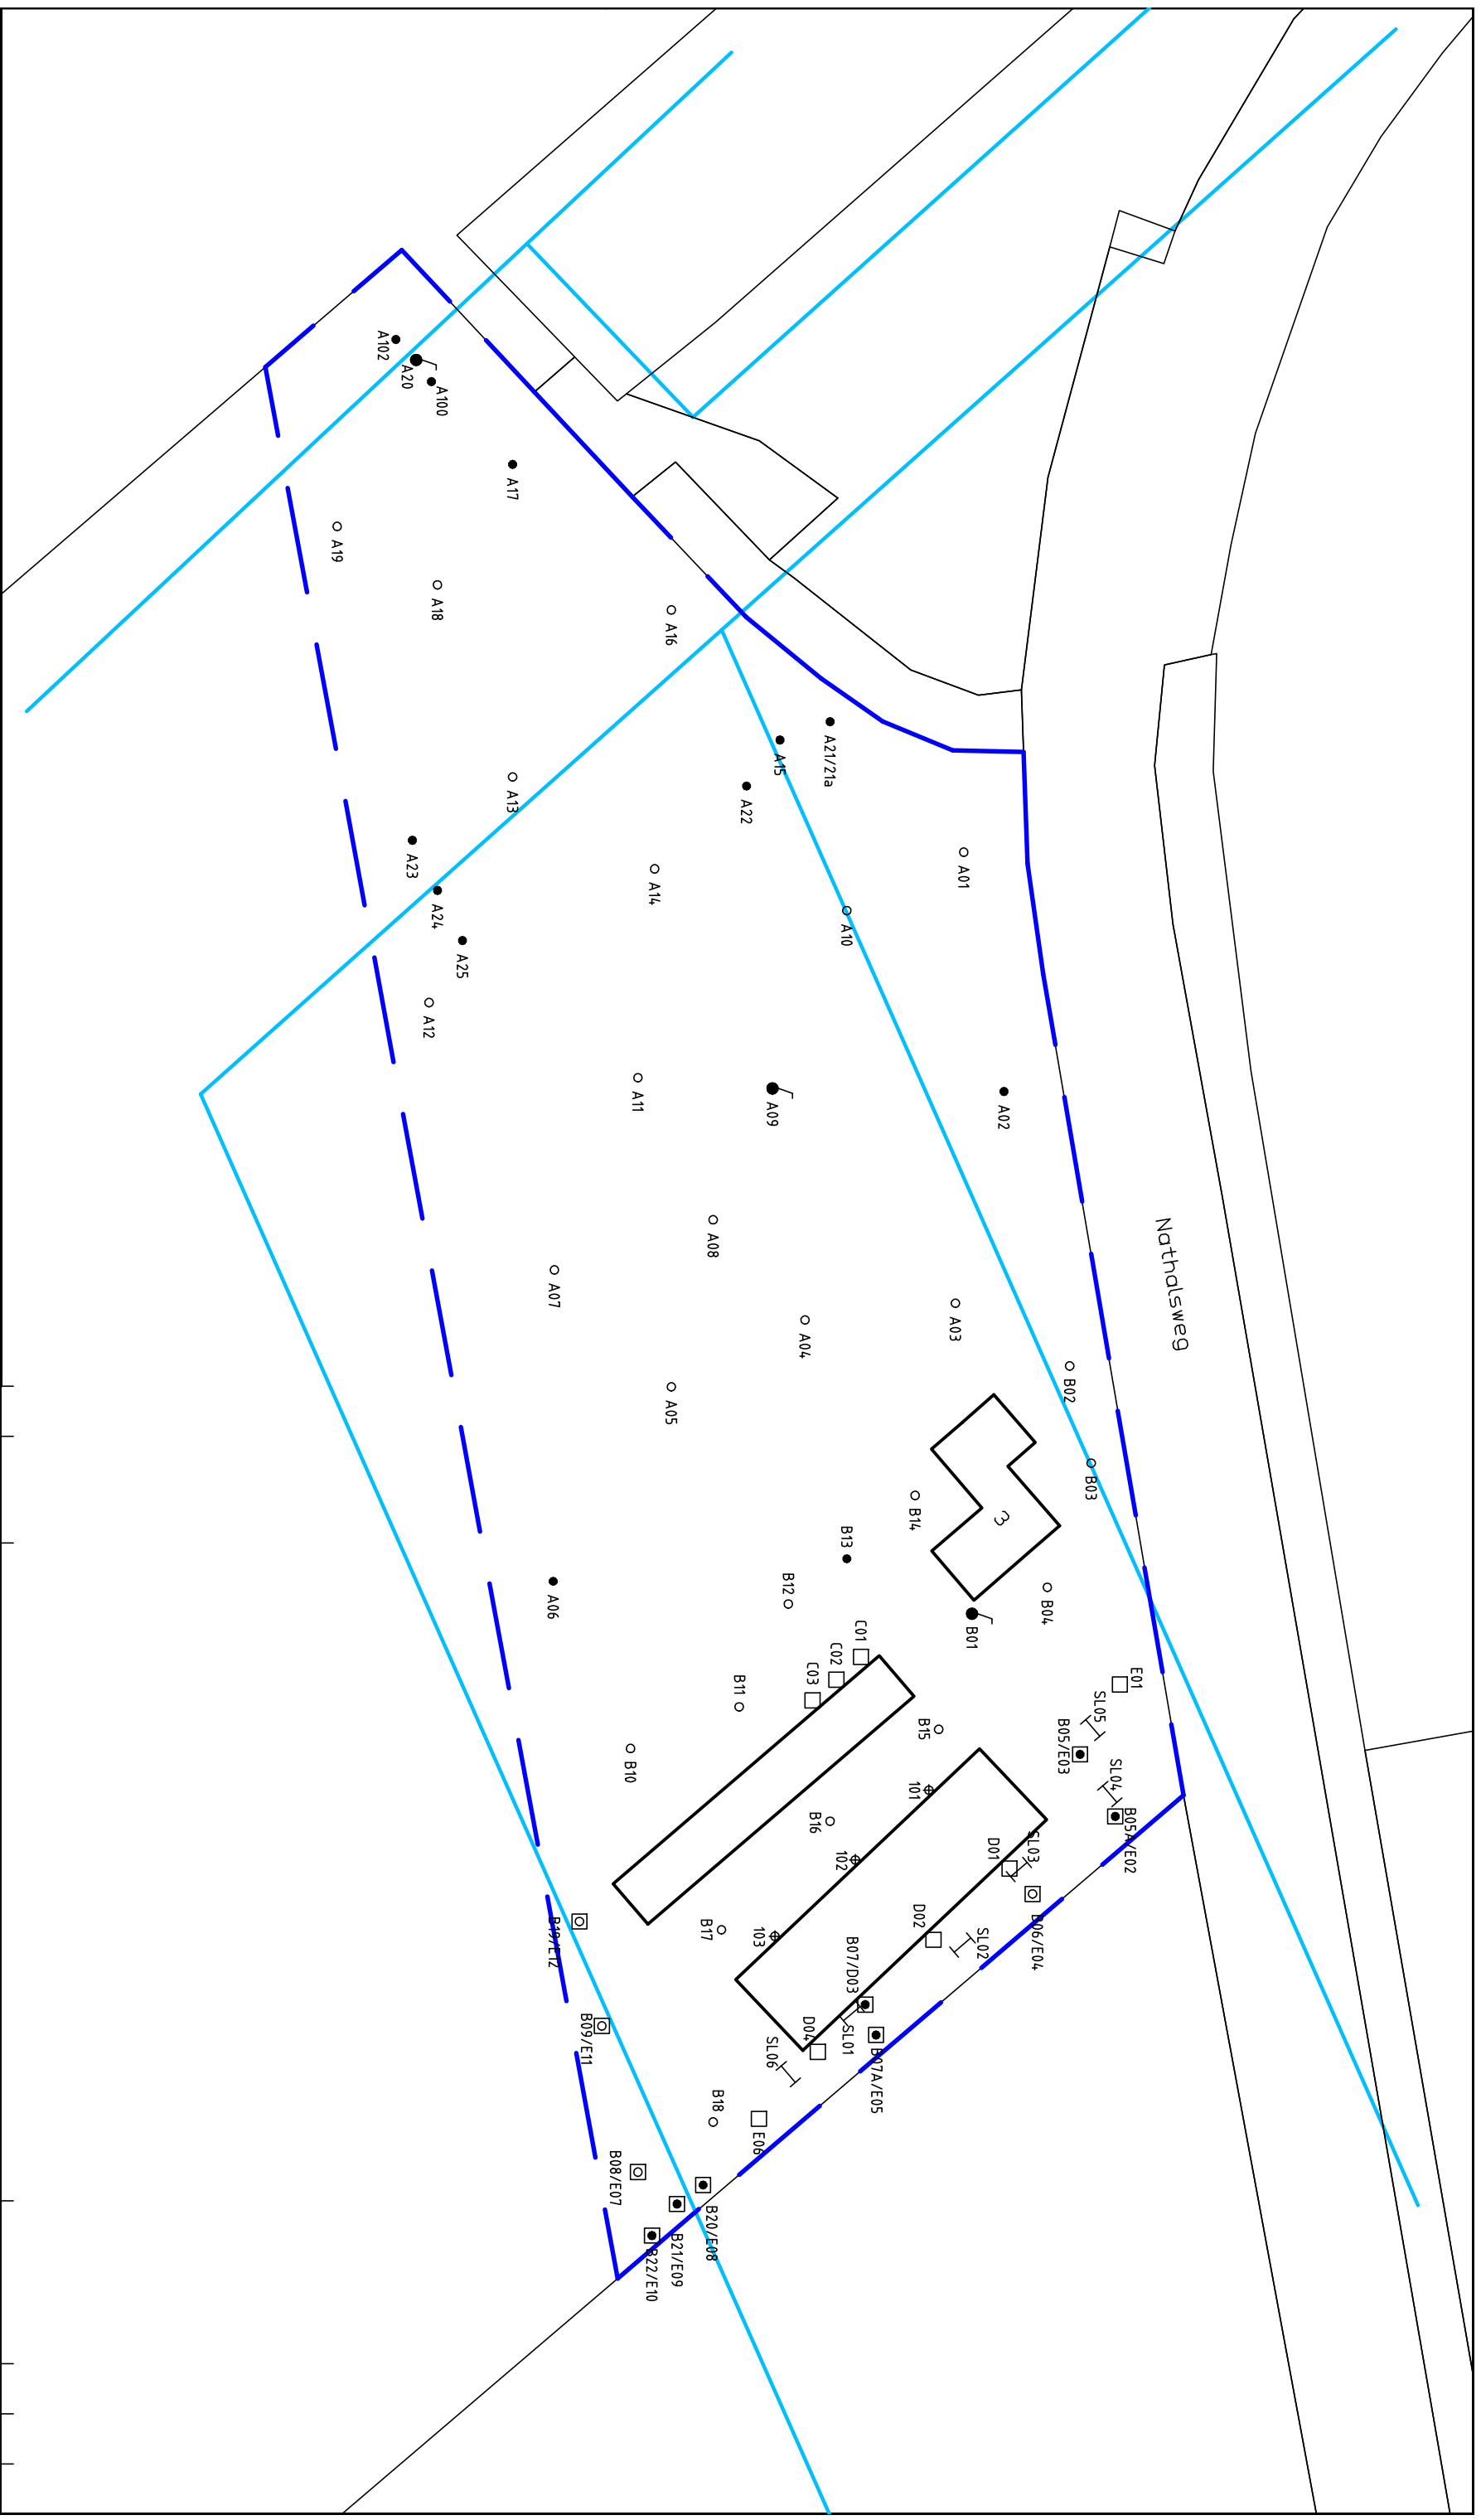 A102
A20
A100
A17
A19
A18
A16
A21/21a
A15
A22
A13
A23
A24
A25
A14
A01
A10
A12
A11
A09
A02
A08
A07
A04
A03
A05
Nathalsweg
B02
B03
3
B14
B13
B12
A06
B04
B01
C01
C02
C03
B11
B10
B15
E01
SL05
B05/E03
SL04
B05A/E02
101
B16
102
D01
SL03
B06/E04
D02
SL02
B17
103
B07/D03
SL01
B07A/E05
D04
SL06
B19/E12
B09/E11
B18
E06
B08/E07
B20/E08
B21/E09
B22/E10